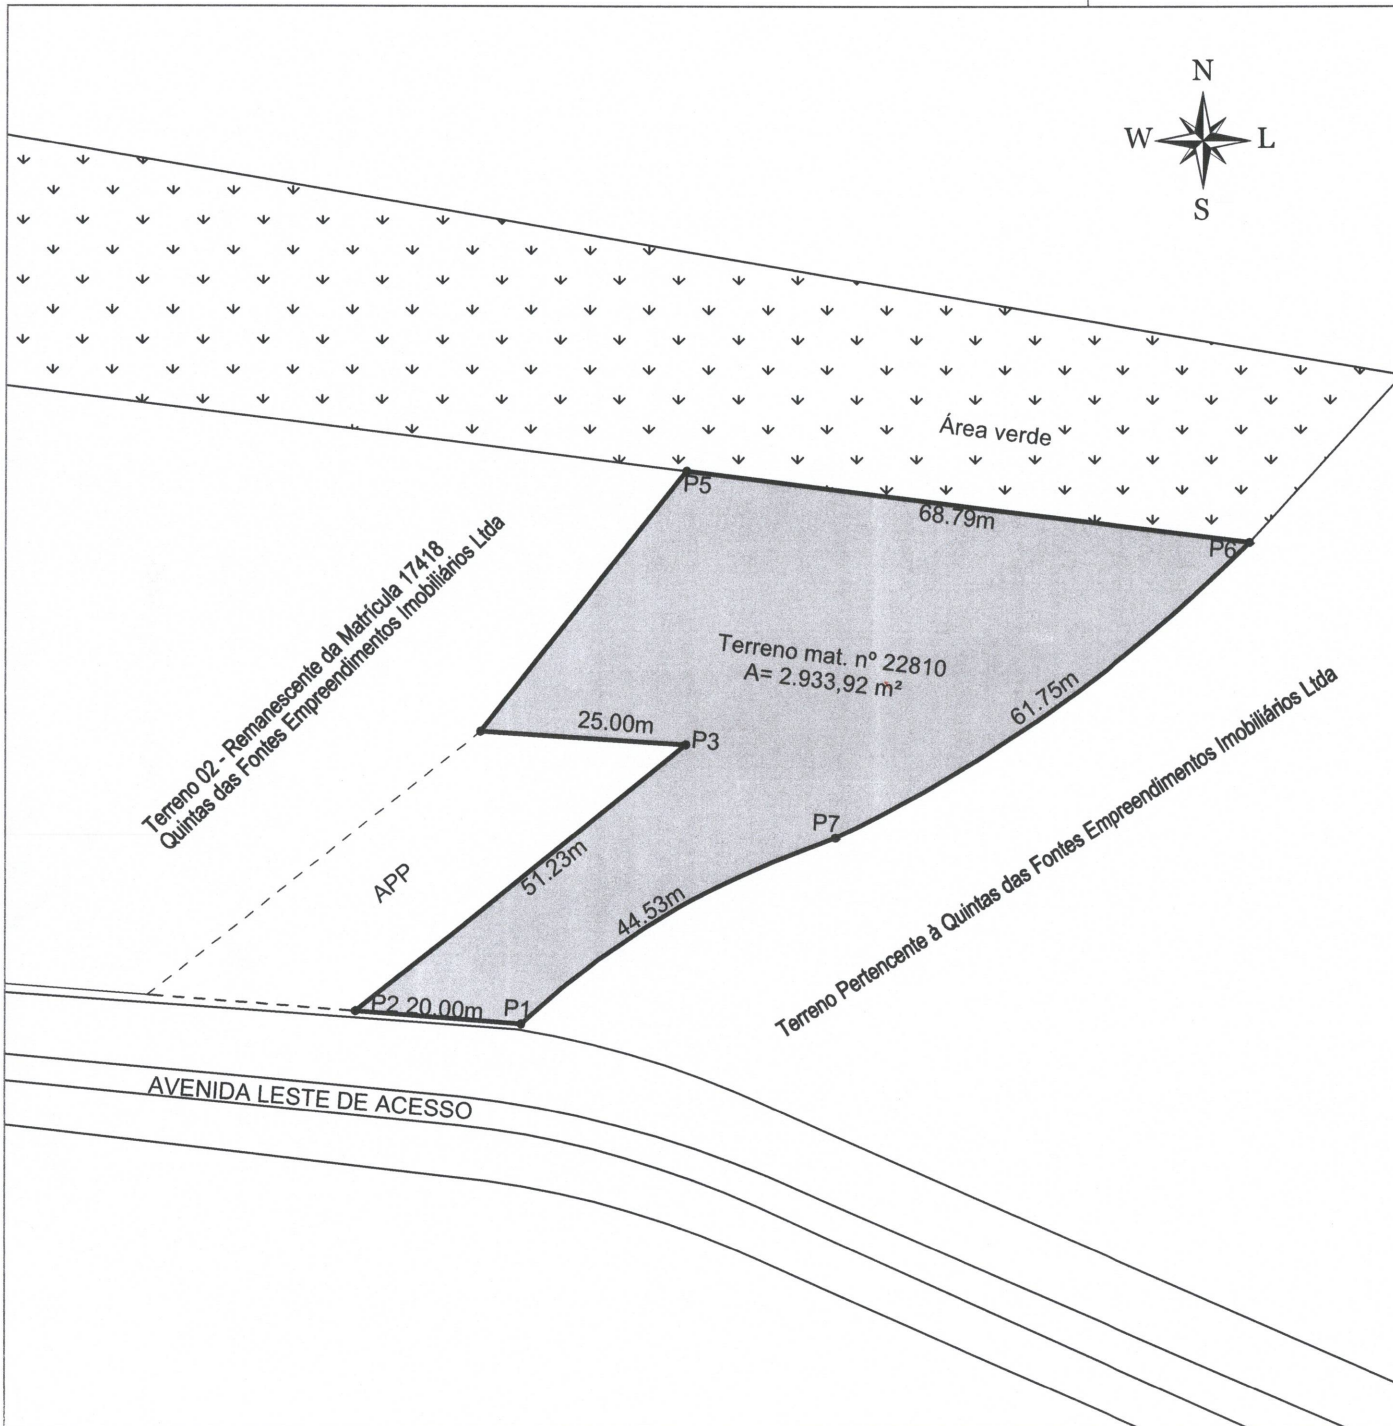 N
W L
S
Área verde
P5
68.79m
P6
Terreno 02 - Remanescente da Matrícula 17418
Quintas das Fontes Empreendimentos Imobiliários Ltda
Terreno mat. nº 22810
A= 2.933,92 m²
25.00m
P3
61.75m
P7
Terreno Pertencente à Quintas das Fontes Empreendimentos Imobiliários Ltda
APP
51.23m
44.53m
P2 20.00m P1
AVENIDA LESTE DE ACESSO